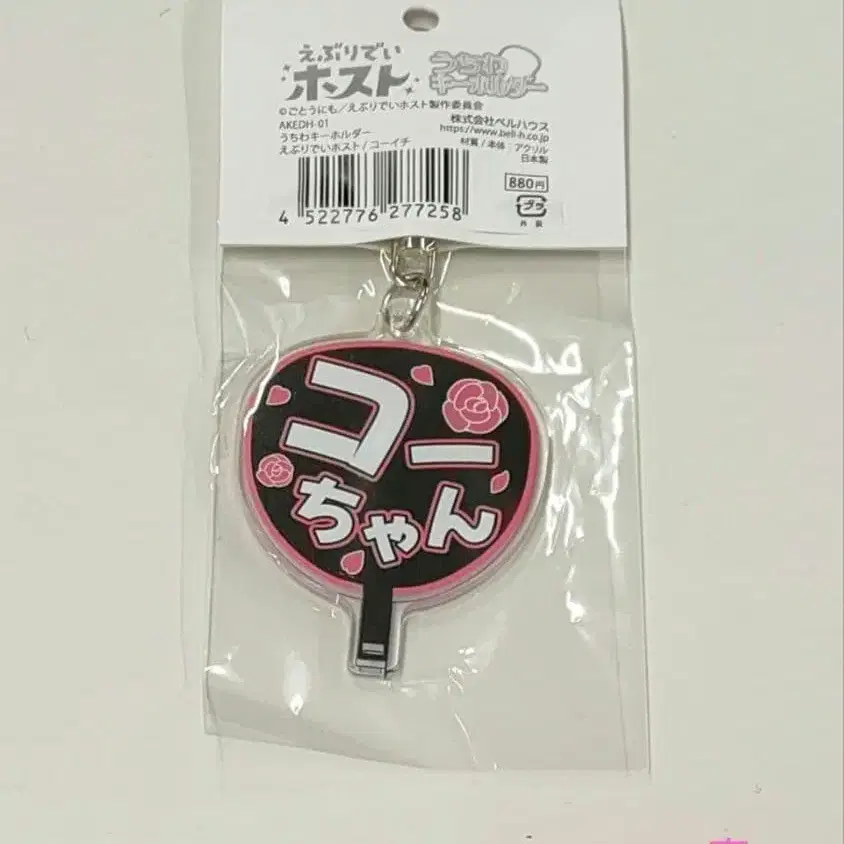 えぶりでい
ホスト
うちわ
キーホルダー
©ごとうにも/えぶりでいホスト製作委員会
AKEDH-01
うちわキーホルダー
えぶりでいホスト/コーイチ
株式会社ベルハウス
https://www.bell-h.co.jp
材質/本体:アクリル
日本製
880円
プラ
外装
4 522776 277258
コー
ちゃん